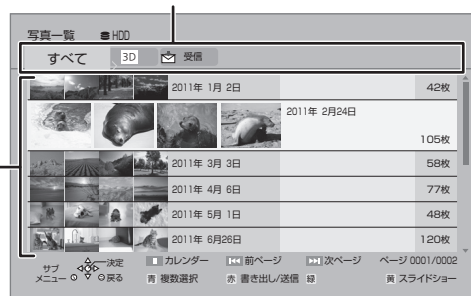 写真一覧 HDD
すべて 3D 受信
2011年 1月 2日 42枚
2011年 2月24日
105枚
2011年 3月 3日 58枚
2011年 4月 6日 77枚
2011年 5月 1日 48枚
2011年 6月26日 120枚
サブメニュー 決定 戻る
カレンダー 前ページ 次ページ ページ 0001/0002
青 複数選択 赤 書き出し/送信 緑 黄 スライドショー